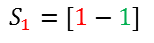 S₁ = [1 − 1]